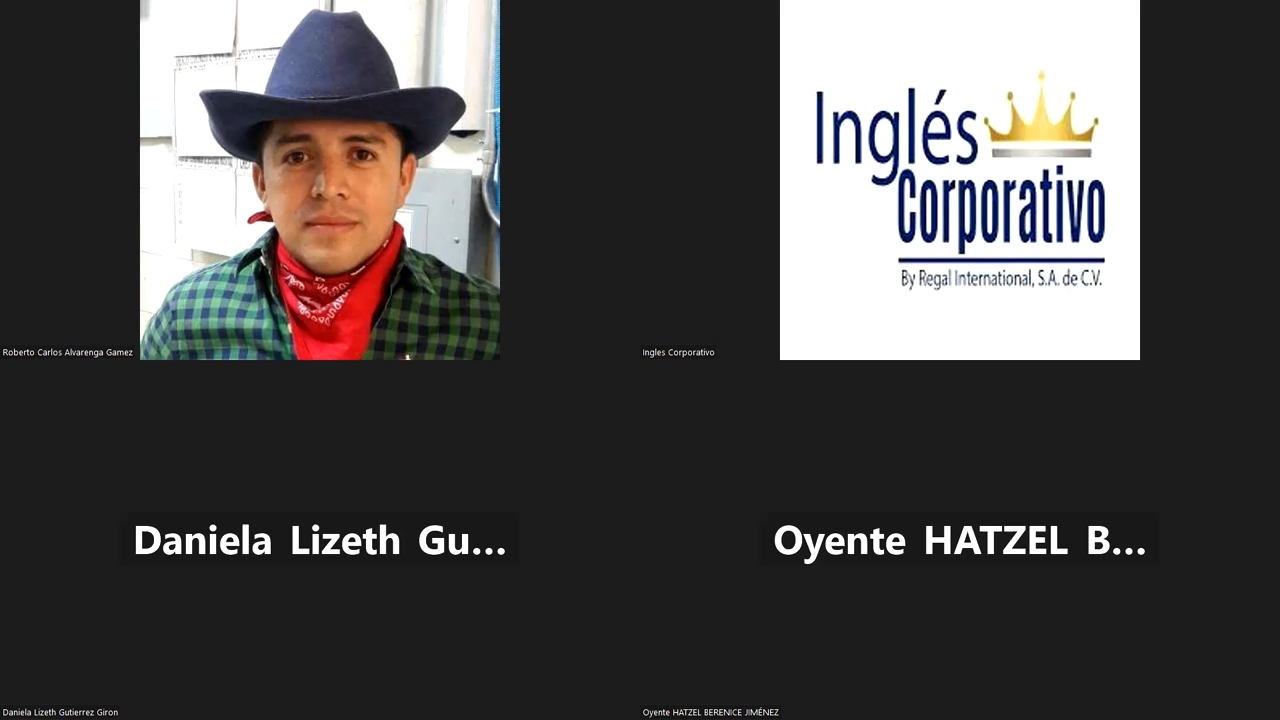 Inglés
Corporativo
By Regal International, S.A. de C.V.
Roberto Carlos Alvarenga Gamez
Ingles Corporativo
Daniela Lizeth Gu...
Oyente HATZEL B...
Daniela Lizeth Gutierrez Giron
Oyente HATZEL BERENICE JIMÉNEZ